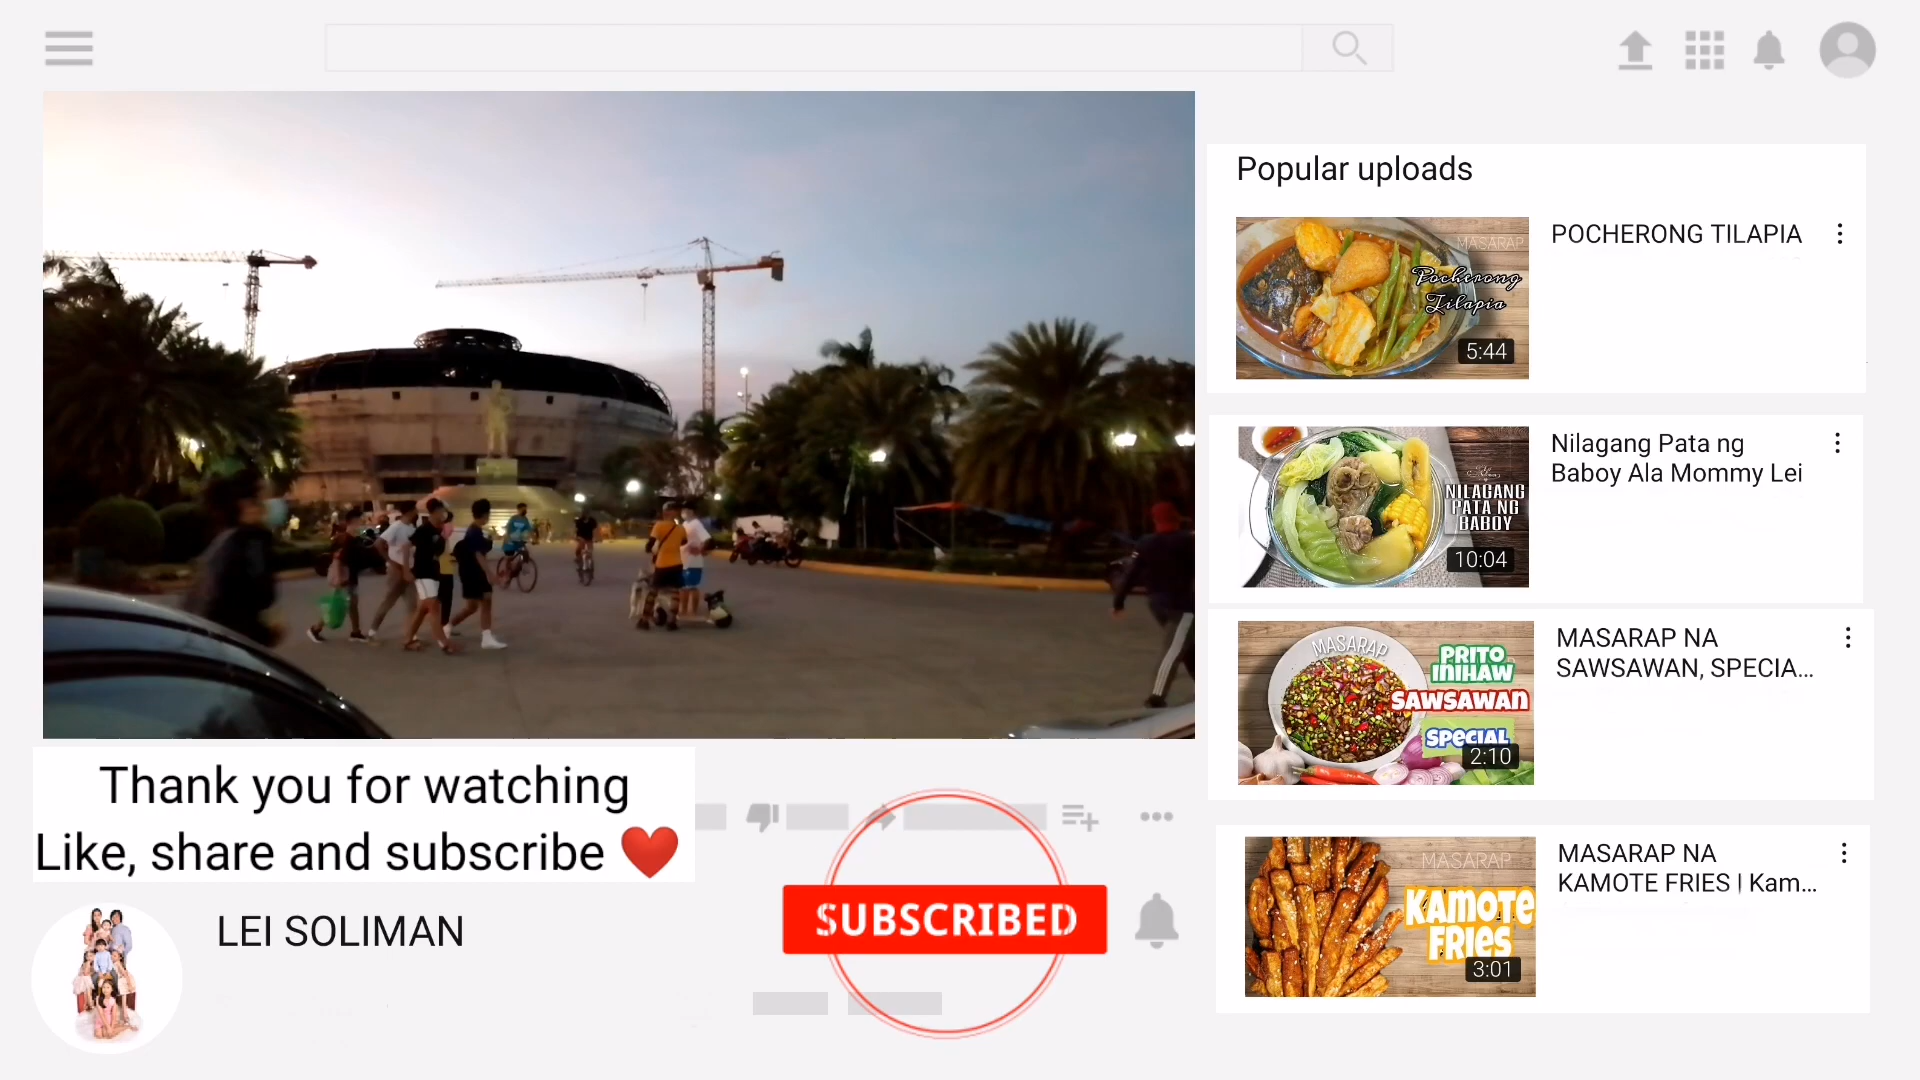 Popular uploads
MASARAP
Pocherong
Tilapia
5:44
POCHERONG TILAPIA
NILAGANG
PATA NG
BABOY
10:04
Nilagang Pata ng
Baboy Ala Mommy Lei
MASARAP
PRITO
INIHAW
SAWSAWAN
SPECIAL
2:10
MASARAP NA
SAWSAWAN, SPECIA...
MASARAP
KAMOTE
FRIES
3:01
MASARAP NA
KAMOTE FRIES | Kam...
Thank you for watching
Like, share and subscribe ❤️
LEI SOLIMAN
SUBSCRIBED